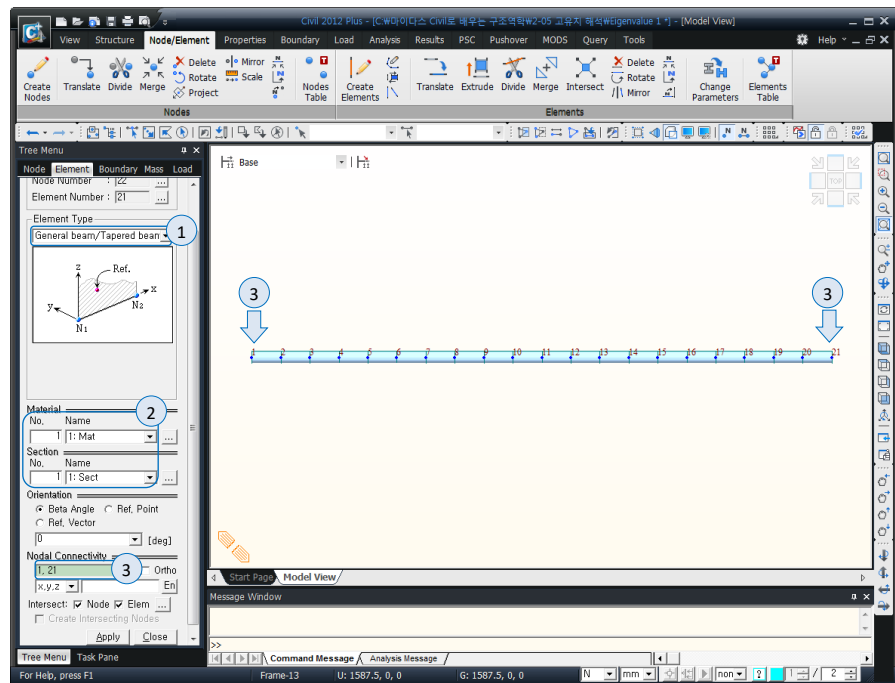 Civil 2012 Plus - [C:₩마이다스 Civil로 배우는 구조역학₩2-05 고유치 해석₩Eigenvalue 1 *] - [Model View]
View Structure Node/Element Properties Boundary Load Analysis Results PSC Pushover MODS Query Tools Help
Create Nodes
Translate
Divide
Merge
Delete
Rotate
Project
Mirror
Scale
Nodes Table
Create Elements
Translate
Extrude
Divide
Merge
Intersect
Delete
Rotate
Mirror
Change Parameters
Elements Table
Nodes
Elements
Tree Menu
Node Element Boundary Mass Load
Node Number : 22 ...
Element Number : 21 ...
Element Type
General beam/Tapered beam
1
z
Ref.
x
y
N1
N2
Material
2
No. Name
1 1: Mat ...
Section
No. Name
1 1: Sect ...
Orientation
Beta Angle Ref. Point
Ref. Vector
0 [deg]
Nodal Connectivity
1, 21 3 Ortho
x,y,z En
Intersect: Node Elem ...
Create Intersecting Nodes
Apply Close
Tree Menu Task Pane
Base
TOP
3 3
1 2 3 4 5 6 7 8 9 10 11 12 13 14 15 16 17 18 19 20 21
Start Page Model View
Message Window
>>
Command Message Analysis Message
For Help, press F1 Frame-13 U: 1587.5, 0, 0 G: 1587.5, 0, 0 N mm non 1 / 2